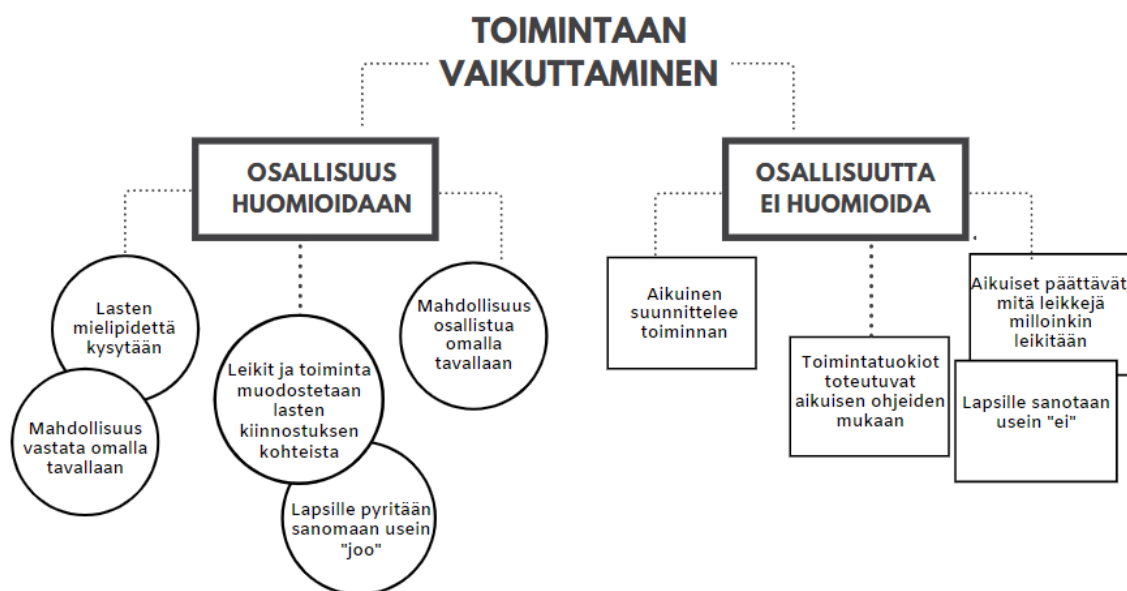 TOIMINTAAN
VAIKUTTAMINEN
OSALLISUUS
HUOMIOIDAAN
Lasten
mielipidettä
kysytään
Mahdollisuus
vastata omalla
tavallaan
Leikit ja toiminta
muodostetaan
lasten
kiinnostuksen
kohteista
Lapsille pyritään
sanomaan usein
"joo"
Mahdollisuus
osallistua
omalla
tavallaan
OSALLISUUTTA
EI HUOMIOIDA
Aikuinen
suunnittelee
toiminnan
Toimintatuokiot
toteutuvat
aikuisen ohjeiden
mukaan
Aikuiset päättävät
mitä leikkejä
milloinkin
leikitään
Lapsille sanotaan
usein "ei"